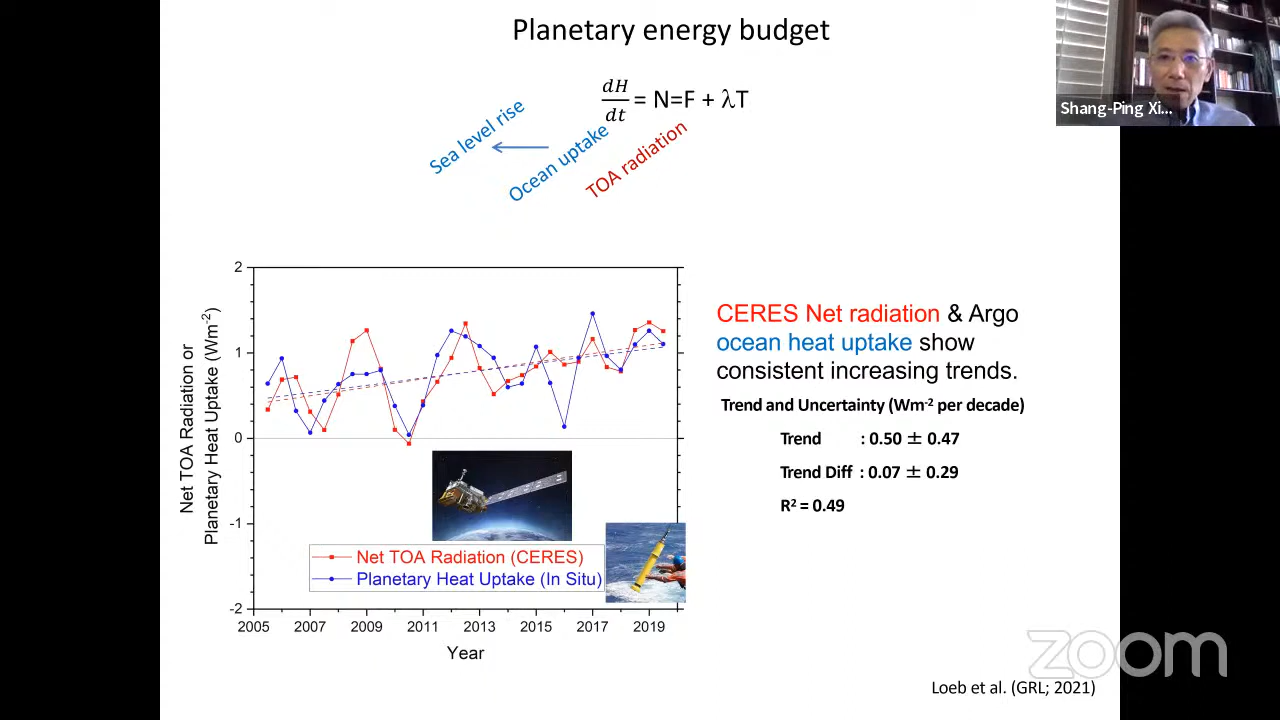 Planetary energy budget
dH/dt = N=F + λT
Sea level rise
Ocean uptake
TOA radiation
Shang-Ping Xi...
Net TOA Radiation or
Planetary Heat Uptake (Wm-2)
2
1
0
-1
-2
2005 2007 2009 2011 2013 2015 2017 2019
Year
Net TOA Radiation (CERES)
Planetary Heat Uptake (In Situ)
CERES Net radiation & Argo
ocean heat uptake show
consistent increasing trends.
Trend and Uncertainty (Wm-2 per decade)
Trend : 0.50 ± 0.47
Trend Diff : 0.07 ± 0.29
R2 = 0.49
zoom
Loeb et al. (GRL; 2021)